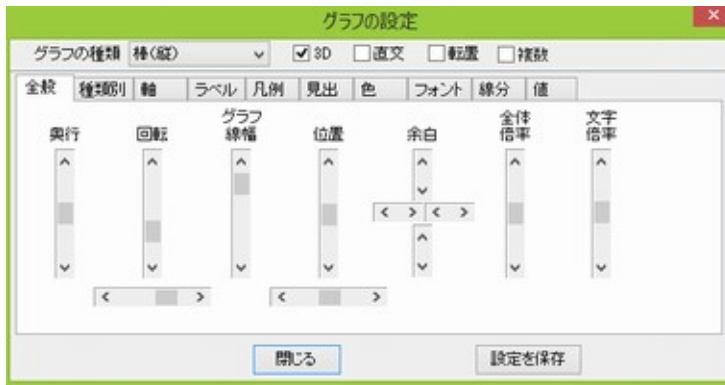 グラフの設定
グラフの種類 棒(縦) 3D 直交 転置 複数
全般 種類別 軸 ラベル 凡例 見出 色 フォント 線分 値
奥行 回転 グラフ線幅 位置 余白 全体倍率 文字倍率
閉じる 設定を保存